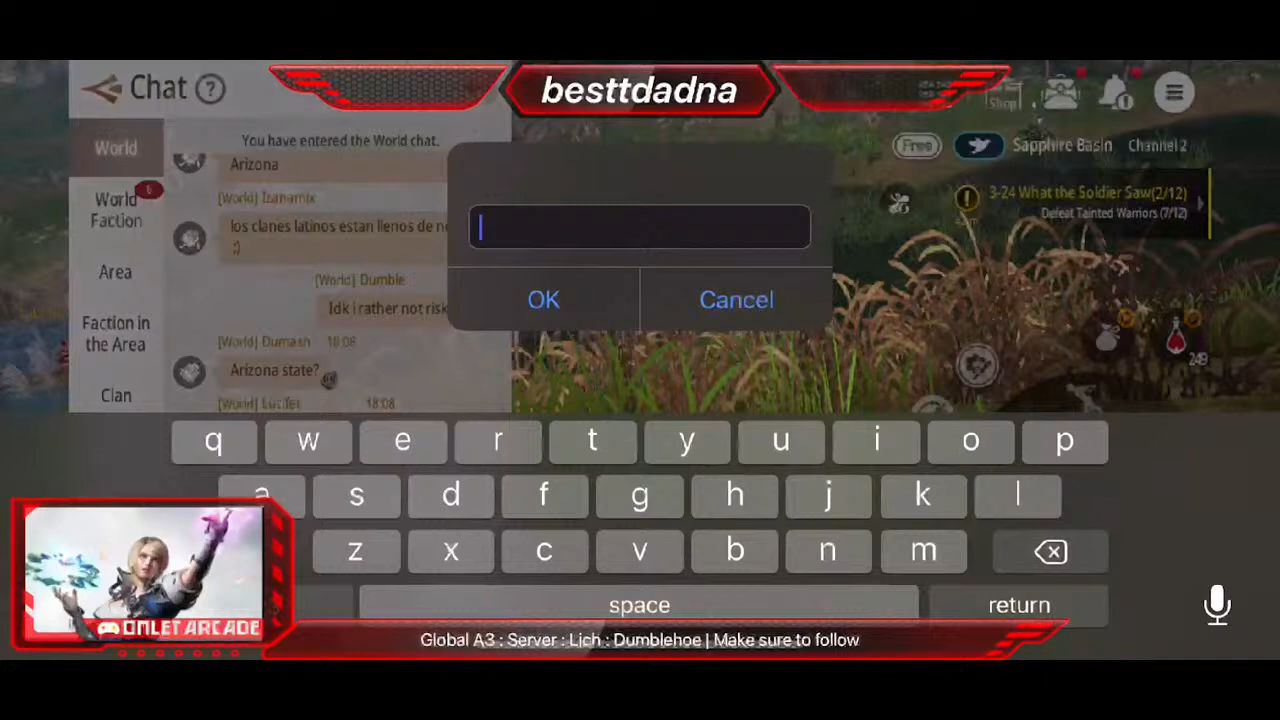 Chat ?
besttdadna
Shop
World
You have entered the World chat.
Arizona
World
Faction
6
[World] Izanamix
los clanes latinos estan llenos de
;)
Area
[World] Dumble
Idk i rather not risk
Faction in
the Area
[World] Dumash 18:08
Arizona state?
Clan
[World] Lucifer 18:08
OK
Cancel
Free
Sapphire Basin Channel 2
3-24 What the Soldier Saw(2/12)
Defeat Tainted Warriors (7/12)
249
q w e r t y u i o p
a s d f g h j k l
z x c v b n m
space
return
OMLET ARCADE
Global A3 : Server : Lich : Dumblehoe | Make sure to follow